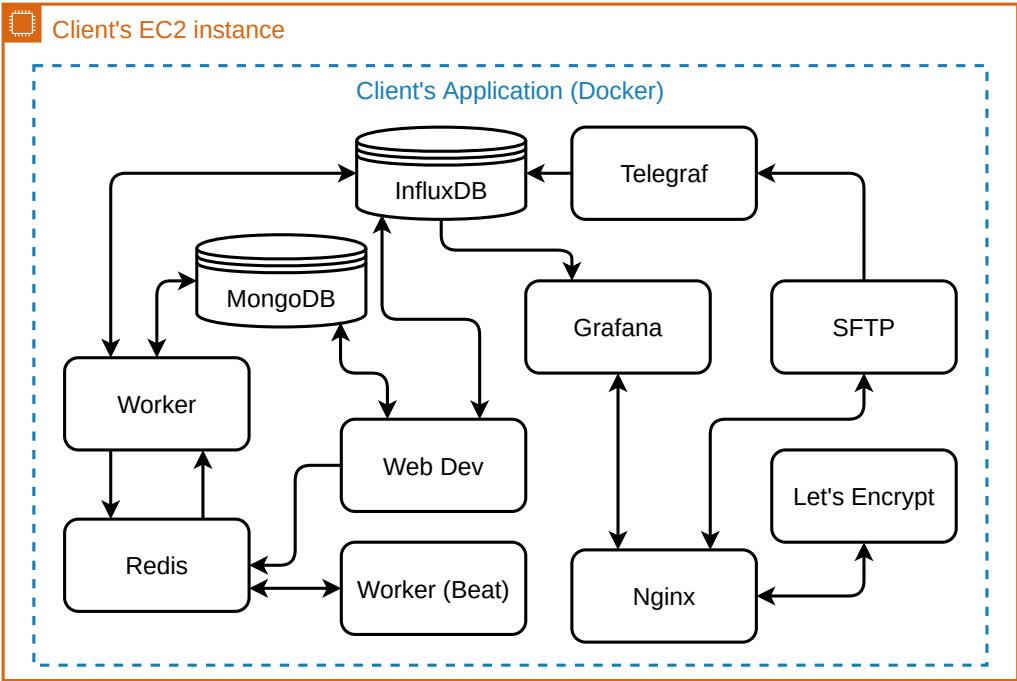 Client's EC2 instance
Client's Application (Docker)
InfluxDB
Telegraf
MongoDB
Grafana
SFTP
Worker
Web Dev
Let's Encrypt
Redis
Worker (Beat)
Nginx